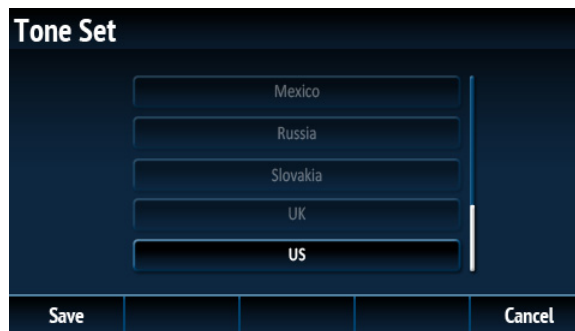 Tone Set
Mexico
Russia
Slovakia
UK
US
Save Cancel